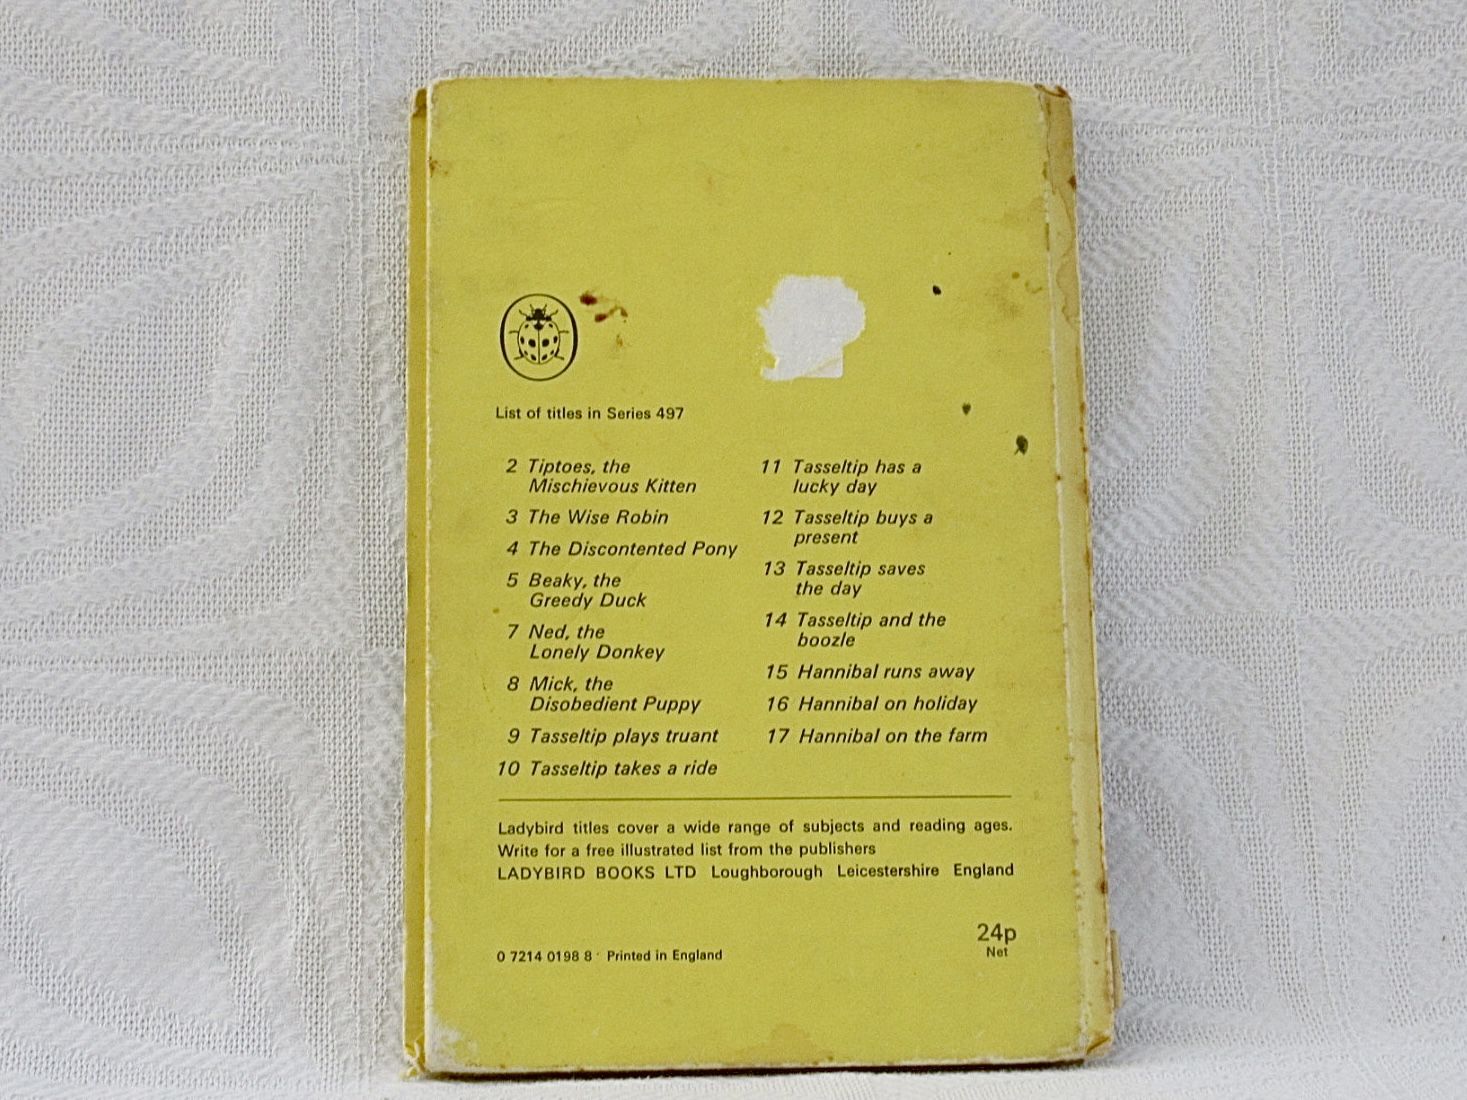 List of titles in Series 497
2 Tiptoes, the
Mischievous Kitten
3 The Wise Robin
4 The Discontented Pony
5 Beaky, the
Greedy Duck
7 Ned, the
Lonely Donkey
8 Mick, the
Disobedient Puppy
9 Tasseltip plays truant
10 Tasseltip takes a ride
11 Tasseltip has a
lucky day
12 Tasseltip buys a
present
13 Tasseltip saves
the day
14 Tasseltip and the
boozle
15 Hannibal runs away
16 Hannibal on holiday
17 Hannibal on the farm
Ladybird titles cover a wide range of subjects and reading ages.
Write for a free illustrated list from the publishers
LADYBIRD BOOKS LTD Loughborough Leicestershire England
24p
Net
0 7214 0198 8 Printed in England